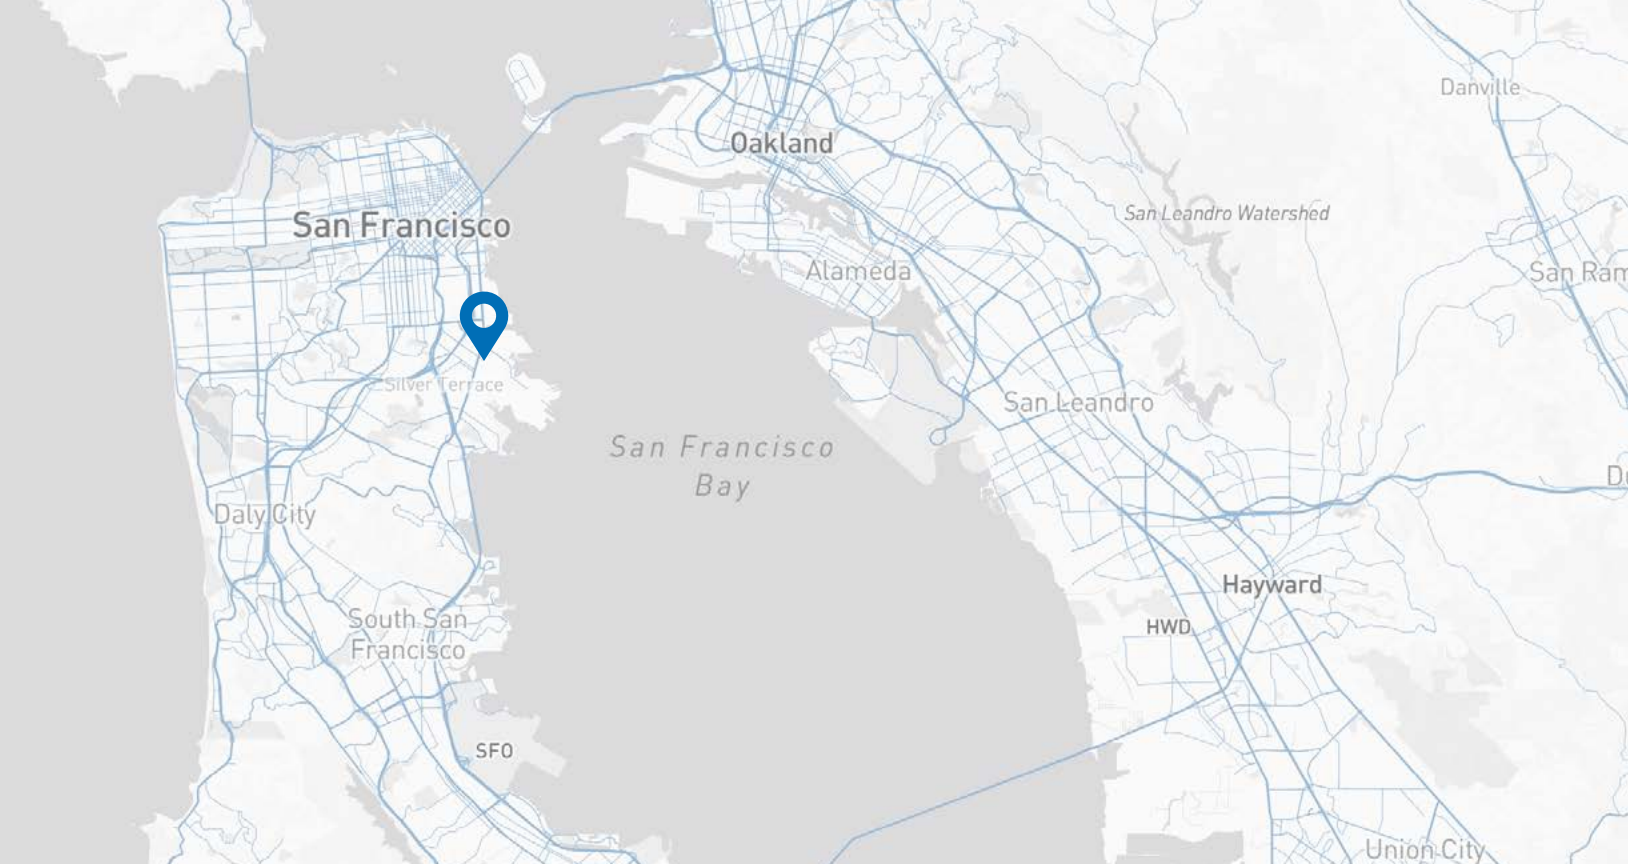 Danville
Oakland
San Francisco
San Leandro Watershed
Alameda
San Ram
Silver Terrace
San Leandro
San Francisco
Bay
Du
Daly City
Hayward
South San
Francisco
HWD
SFO
Union City